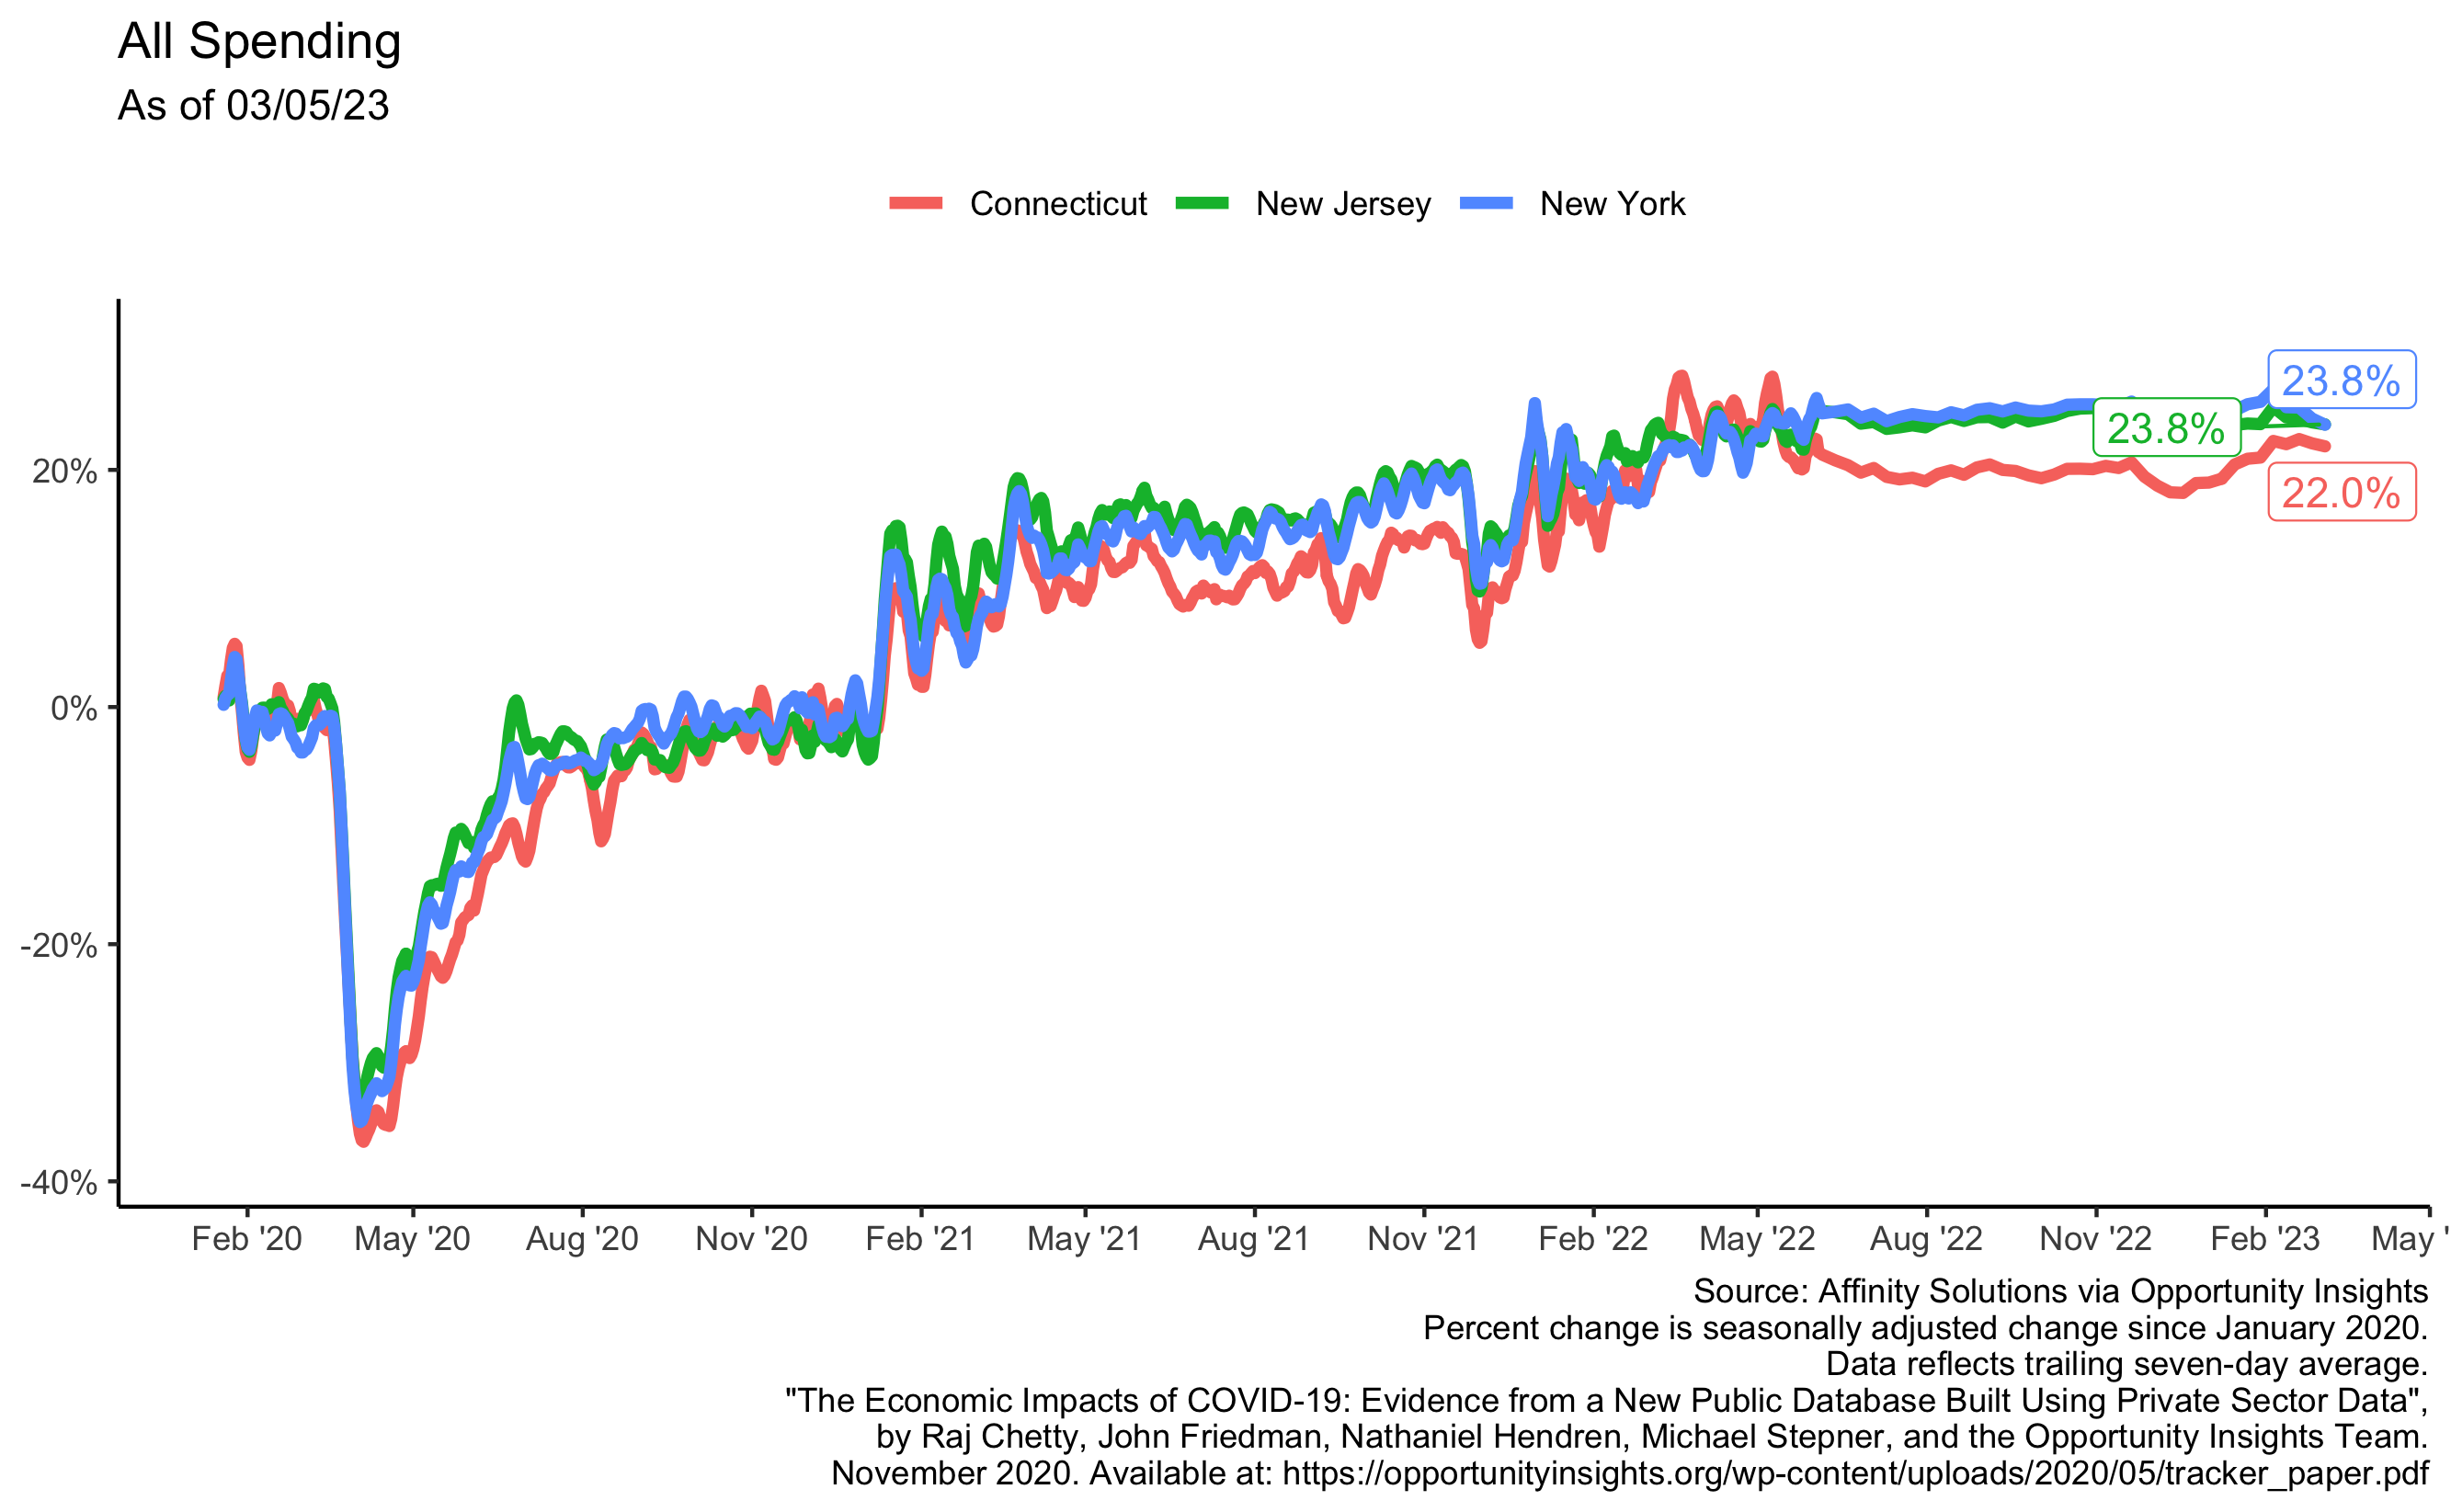 All Spending
As of 03/05/23
Connecticut New Jersey New York
23.8%
23.8%
22.0%
20%
0%
-20%
-40%
Feb '20 May '20 Aug '20 Nov '20 Feb '21 May '21 Aug '21 Nov '21 Feb '22 May '22 Aug '22 Nov '22 Feb '23 May '
Source: Affinity Solutions via Opportunity Insights
Percent change is seasonally adjusted change since January 2020.
Data reflects trailing seven-day average.
"The Economic Impacts of COVID-19: Evidence from a New Public Database Built Using Private Sector Data",
by Raj Chetty, John Friedman, Nathaniel Hendren, Michael Stepner, and the Opportunity Insights Team.
November 2020. Available at: https://opportunityinsights.org/wp-content/uploads/2020/05/tracker_paper.pdf